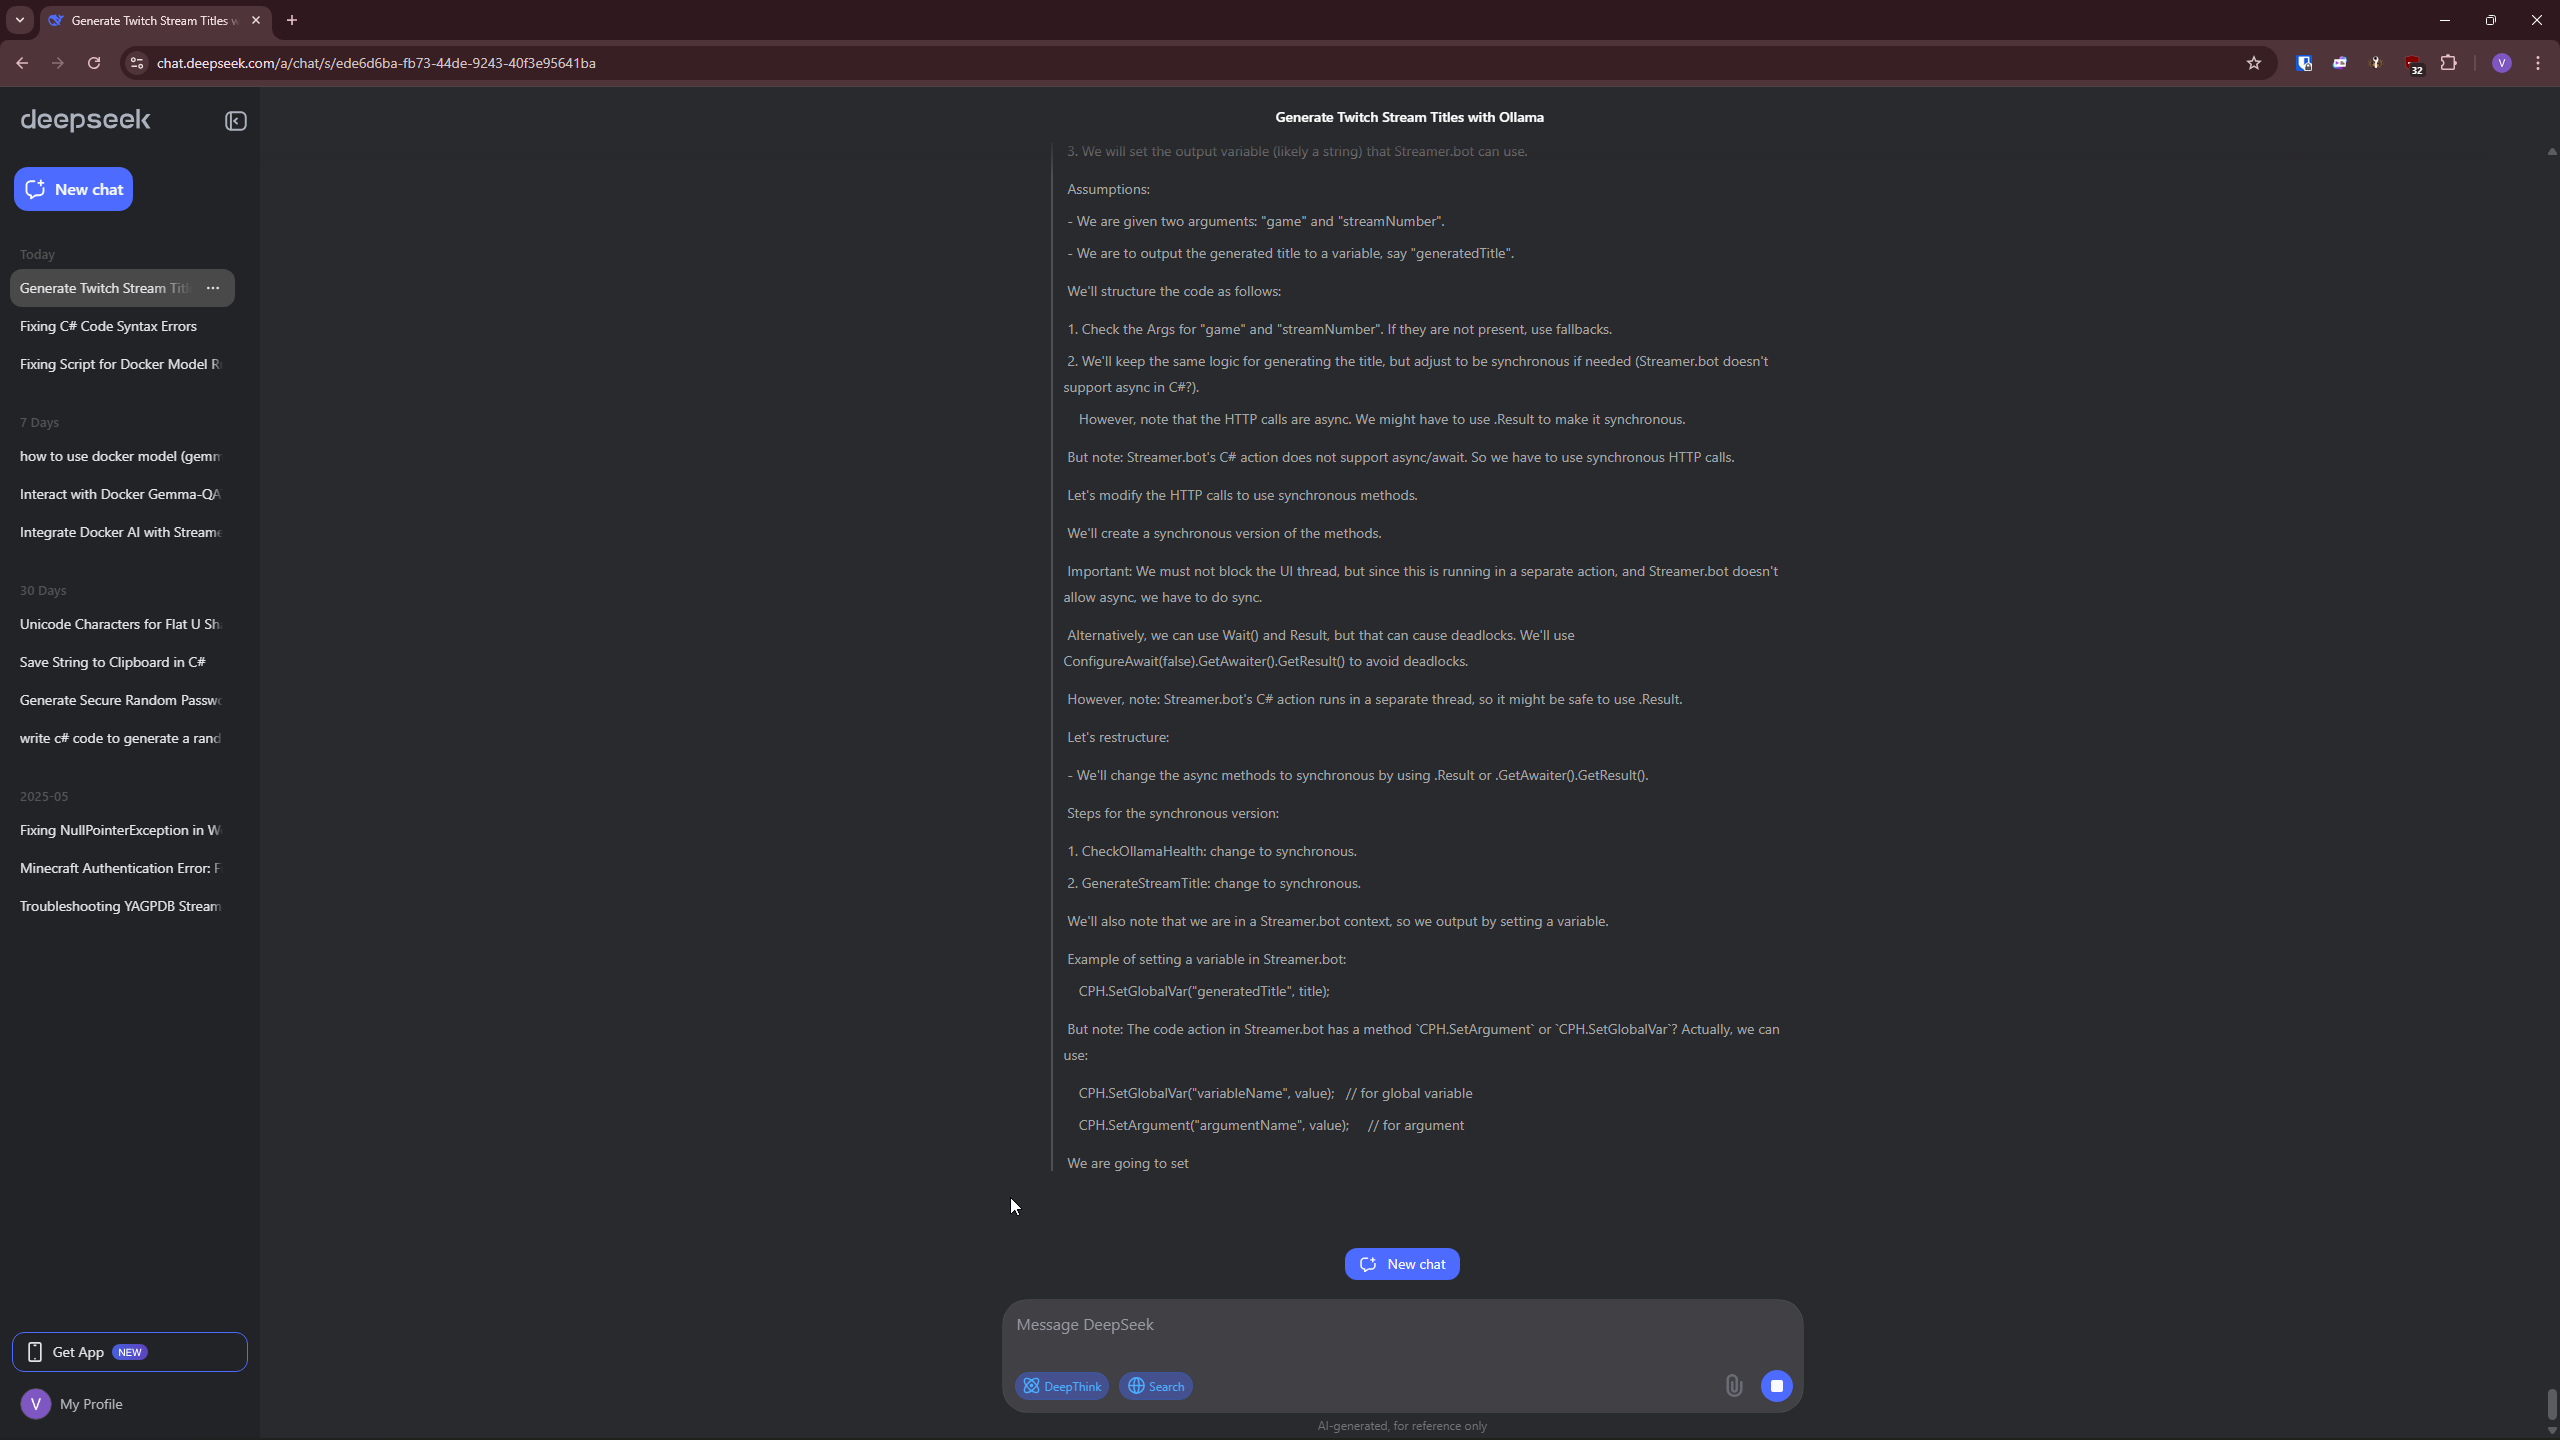 Generate Twitch Stream Titles w
chat.deepseek.com/a/chat/s/ede6d6ba-fb73-44de-9243-40f3e95641ba
32
V
deepseek
New chat
Today
Generate Twitch Stream Titl
Fixing C# Code Syntax Errors
Fixing Script for Docker Model R
7 Days
how to use docker model (gemm
Interact with Docker Gemma-QA
Integrate Docker AI with Streame
30 Days
Unicode Characters for Flat U Sh
Save String to Clipboard in C#
Generate Secure Random Passwo
write c# code to generate a rand
2025-05
Fixing NullPointerException in W
Minecraft Authentication Error: F
Troubleshooting YAGPDB Stream
Get App NEW
V My Profile
Generate Twitch Stream Titles with Ollama
3. We will set the output variable (likely a string) that Streamer.bot can use.
Assumptions:
- We are given two arguments: "game" and "streamNumber".
- We are to output the generated title to a variable, say "generatedTitle".
We'll structure the code as follows:
1. Check the Args for "game" and "streamNumber". If they are not present, use fallbacks.
2. We'll keep the same logic for generating the title, but adjust to be synchronous if needed (Streamer.bot doesn't
support async in C#?).
However, note that the HTTP calls are async. We might have to use .Result to make it synchronous.
But note: Streamer.bot's C# action does not support async/await. So we have to use synchronous HTTP calls.
Let's modify the HTTP calls to use synchronous methods.
We'll create a synchronous version of the methods.
Important: We must not block the UI thread, but since this is running in a separate action, and Streamer.bot doesn't
allow async, we have to do sync.
Alternatively, we can use Wait() and Result, but that can cause deadlocks. We'll use
ConfigureAwait(false).GetAwaiter().GetResult() to avoid deadlocks.
However, note: Streamer.bot's C# action runs in a separate thread, so it might be safe to use .Result.
Let's restructure:
- We'll change the async methods to synchronous by using .Result or .GetAwaiter().GetResult().
Steps for the synchronous version:
1. CheckOllamaHealth: change to synchronous.
2. GenerateStreamTitle: change to synchronous.
We'll also note that we are in a Streamer.bot context, so we output by setting a variable.
Example of setting a variable in Streamer.bot:
CPH.SetGlobalVar("generatedTitle", title);
But note: The code action in Streamer.bot has a method `CPH.SetArgument` or `CPH.SetGlobalVar`? Actually, we can
use:
CPH.SetGlobalVar("variableName", value); // for global variable
CPH.SetArgument("argumentName", value); // for argument
We are going to set
New chat
Message DeepSeek
DeepThink
Search
AI-generated, for reference only